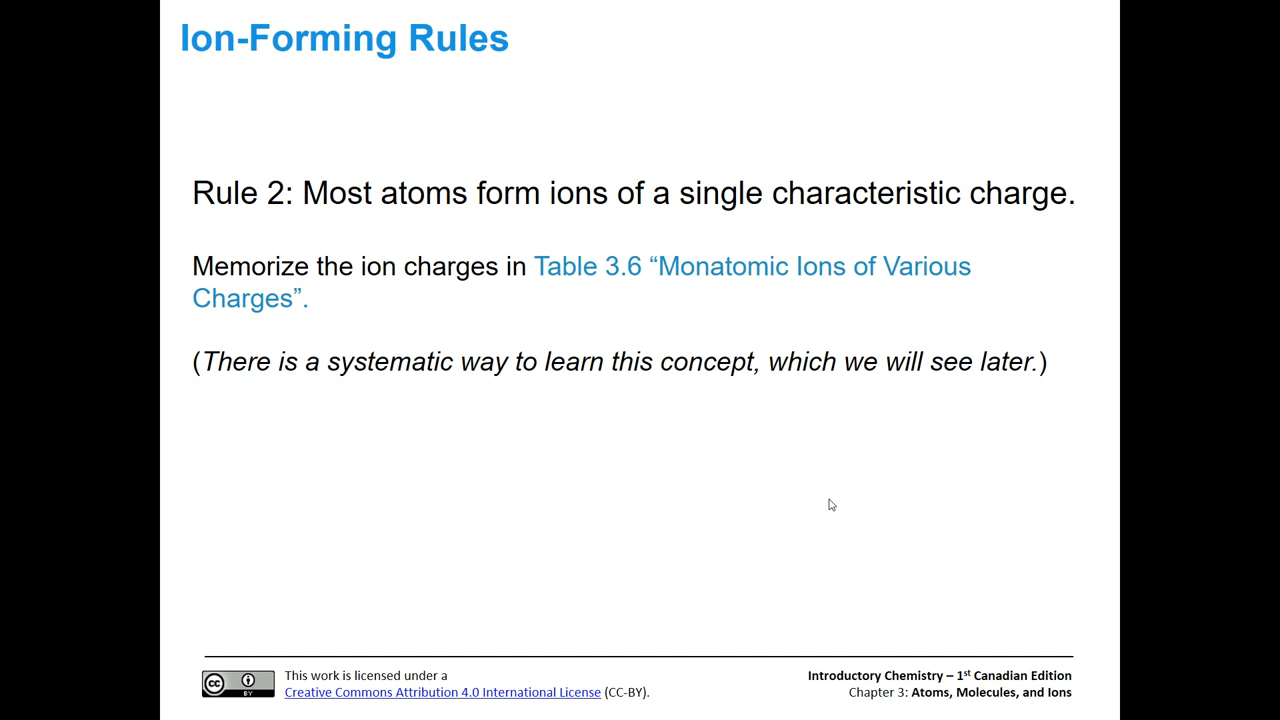 Ion-Forming Rules
Rule 2: Most atoms form ions of a single characteristic charge.
Memorize the ion charges in Table 3.6 “Monatomic Ions of Various
Charges”.
(There is a systematic way to learn this concept, which we will see later.)
cc BY
This work is licensed under a
Creative Commons Attribution 4.0 International License (CC-BY).
Introductory Chemistry – 1st Canadian Edition
Chapter 3: Atoms, Molecules, and Ions